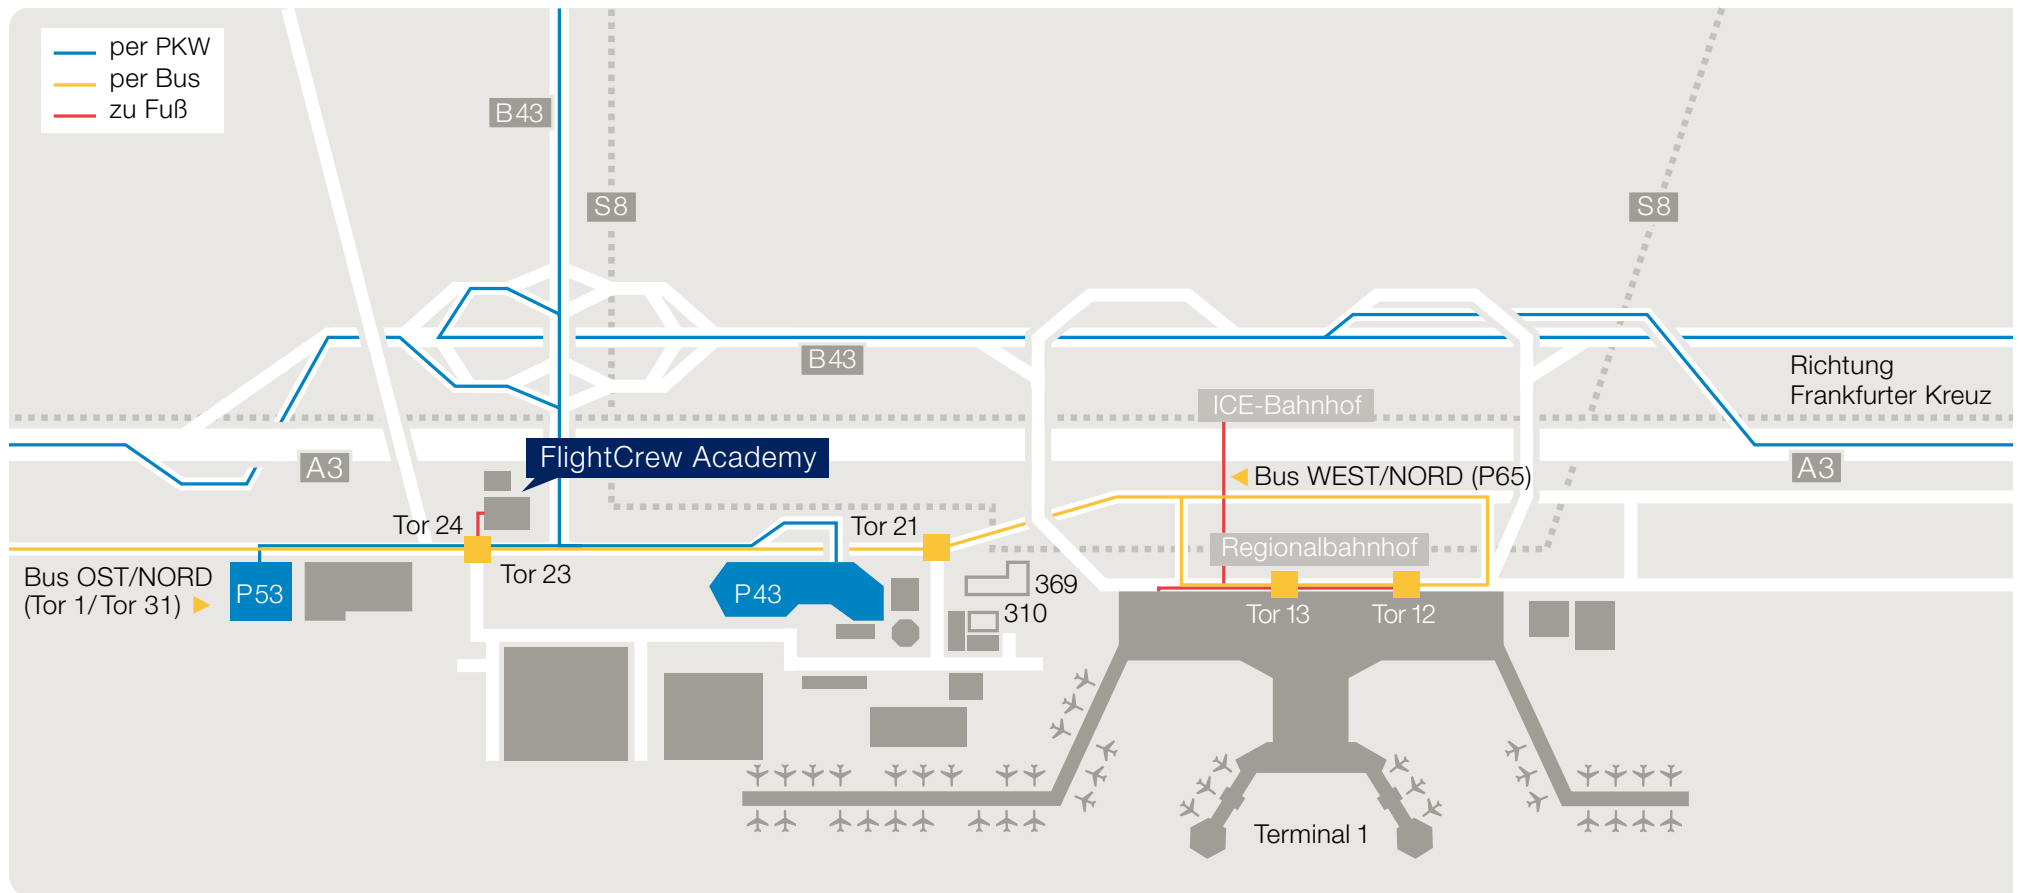 per PKW
per Bus
zu Fuß
B43
S8
S8
B43
Richtung
Frankfurter Kreuz
ICE-Bahnhof
FlightCrew Academy
A3
Bus WEST/NORD (P65)
A3
Tor 24
Tor 21
Regionalbahnhof
Tor 23
Bus OST/NORD
(Tor 1/Tor 31)
P53
P43
369
310
Tor 13
Tor 12
Terminal 1